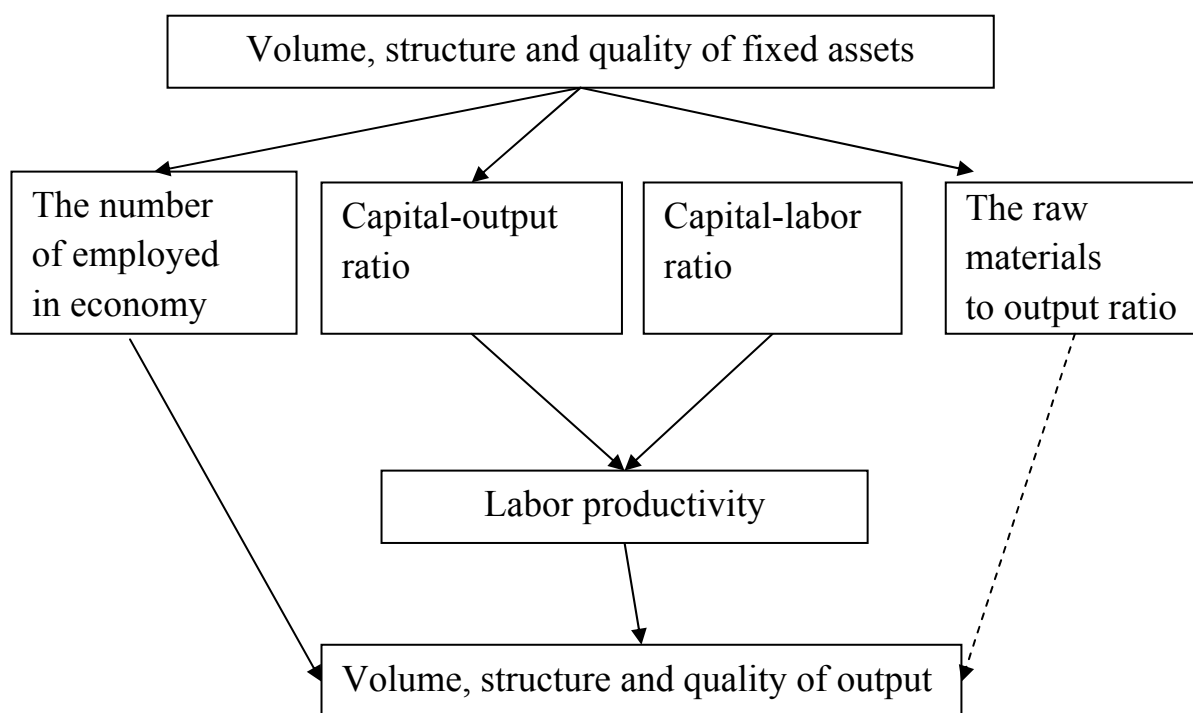 Volume, structure and quality of fixed assets
The number
of employed
in economy
Capital-output
ratio
Capital-labor
ratio
The raw
materials
to output ratio
Labor productivity
Volume, structure and quality of output